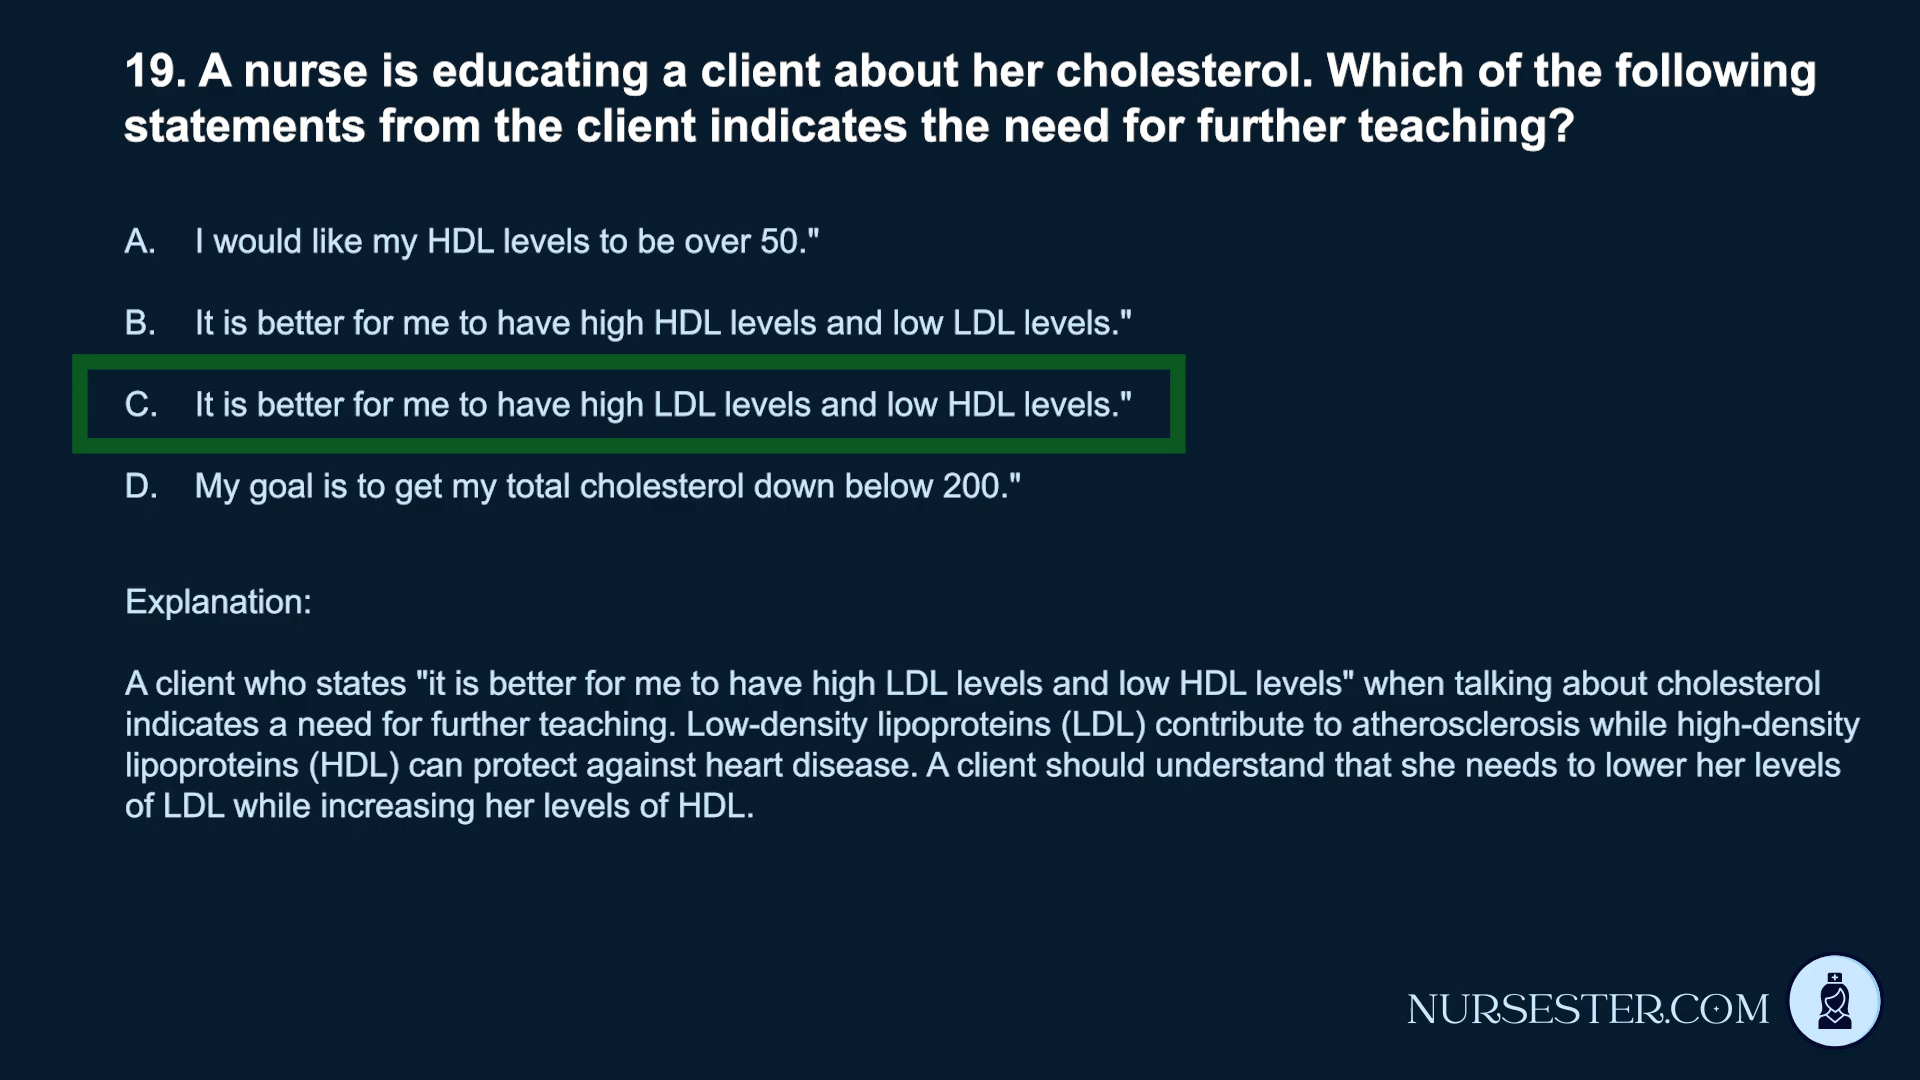 19. A nurse is educating a client about her cholesterol. Which of the following
statements from the client indicates the need for further teaching?
A. I would like my HDL levels to be over 50."
B. It is better for me to have high HDL levels and low LDL levels."
C. It is better for me to have high LDL levels and low HDL levels."
D. My goal is to get my total cholesterol down below 200."
Explanation:
A client who states "it is better for me to have high LDL levels and low HDL levels" when talking about cholesterol
indicates a need for further teaching. Low-density lipoproteins (LDL) contribute to atherosclerosis while high-density
lipoproteins (HDL) can protect against heart disease. A client should understand that she needs to lower her levels
of LDL while increasing her levels of HDL.
NURSESTER.COM